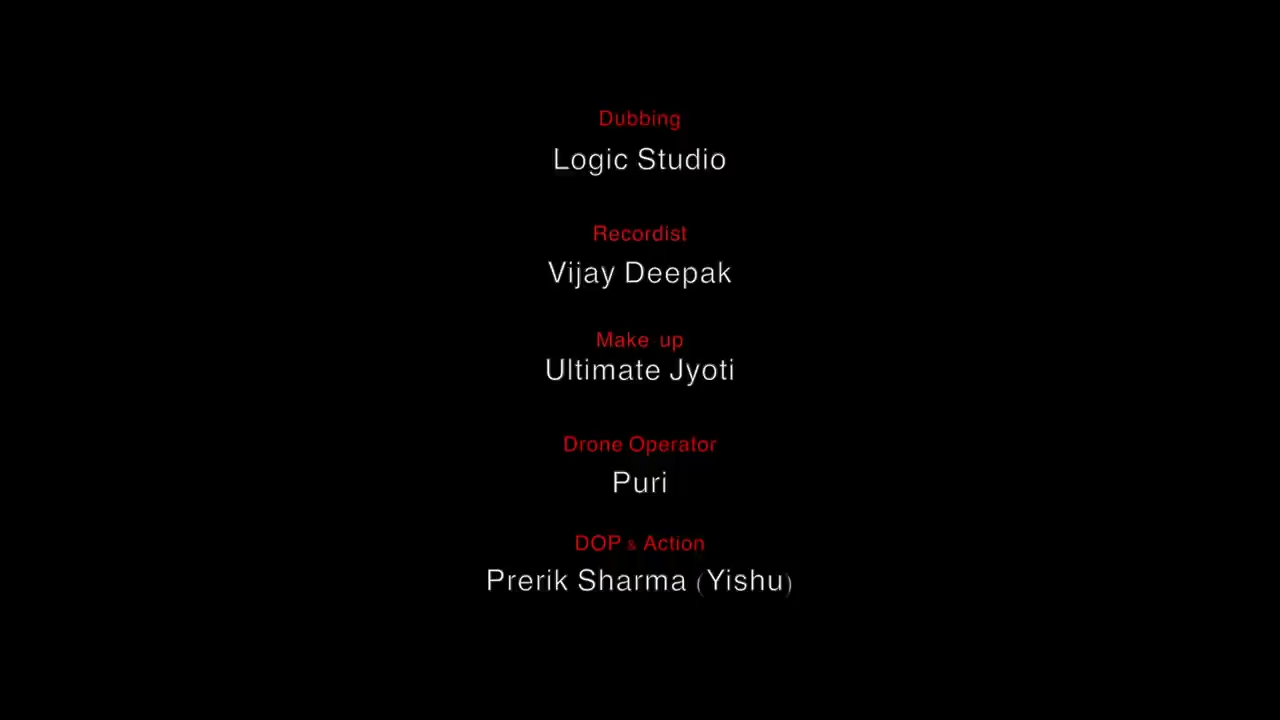 Dubbing
Logic Studio
Recordist
Vijay Deepak
Make up
Ultimate Jyoti
Drone Operator
Puri
DOP & Action
Prerik Sharma (Yishu)